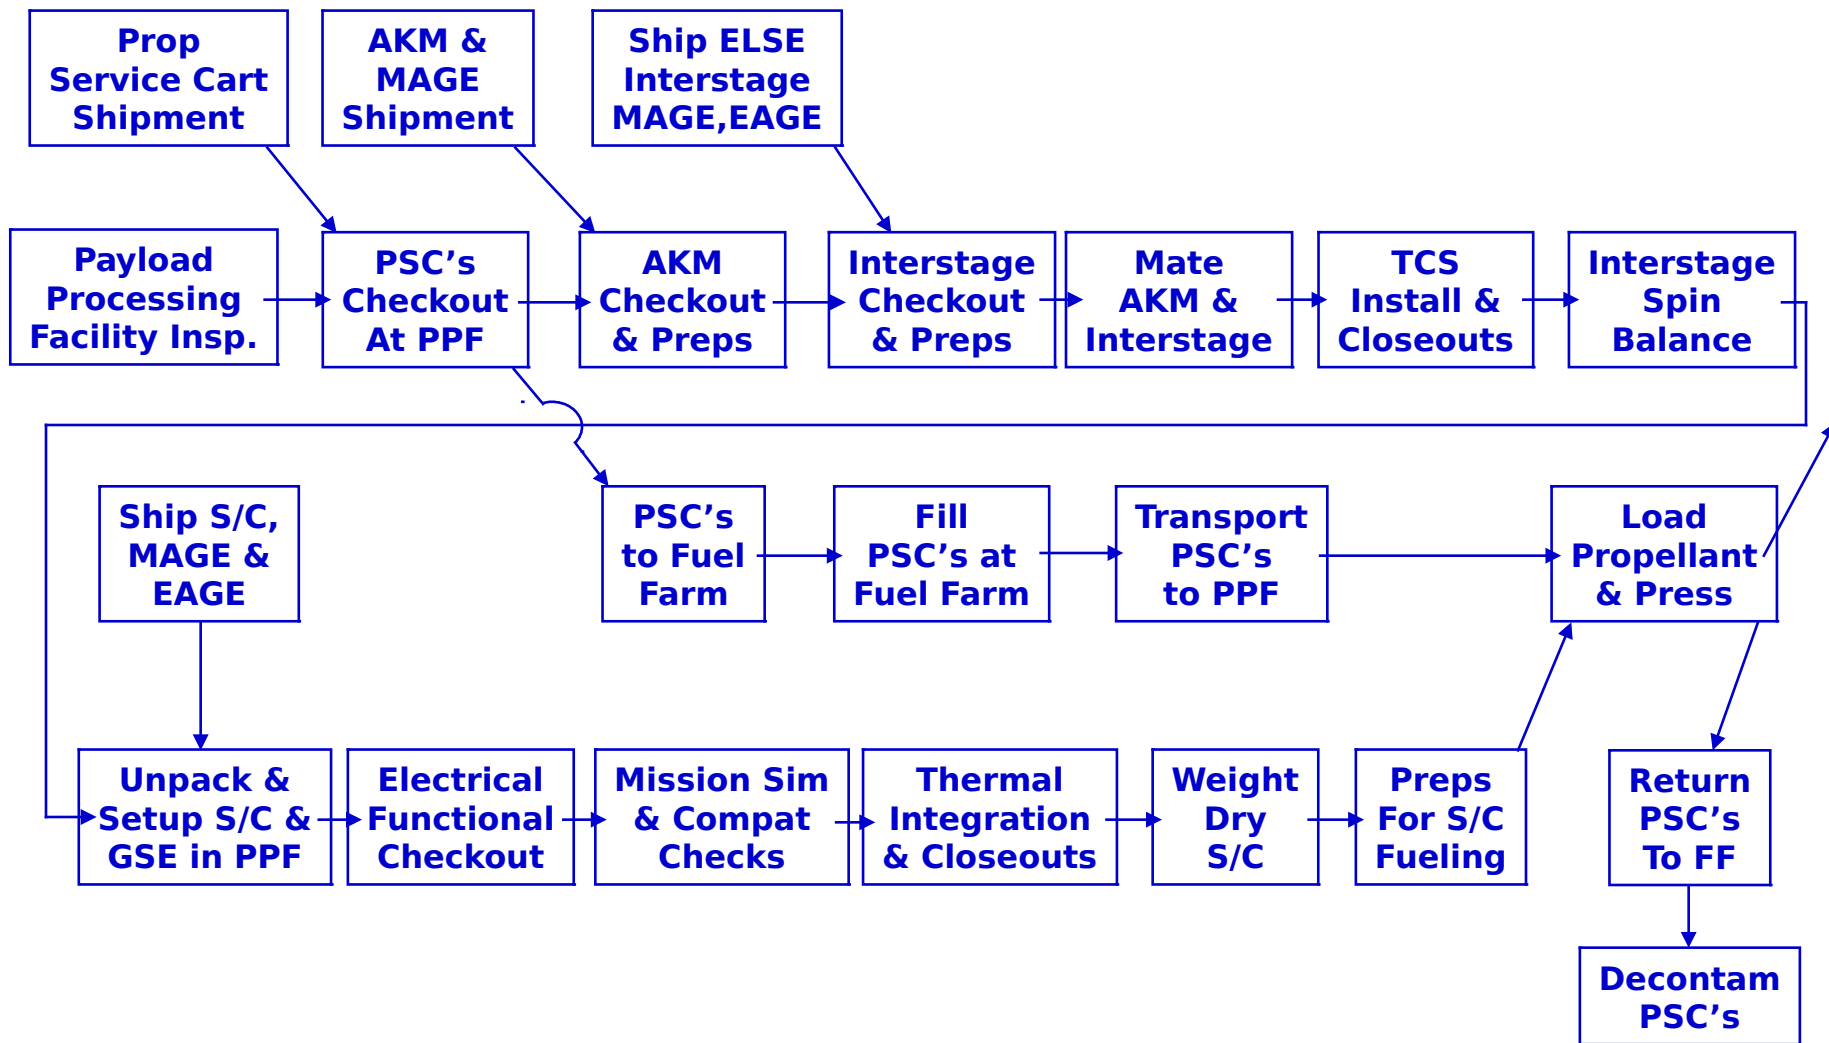 Prop
Service Cart
Shipment
AKM &
MAGE
Shipment
Ship ELSE
Interstage
MAGE,EAGE
Payload
Processing
Facility Insp.
PSC’s
Checkout
At PPF
AKM
Checkout
& Preps
Interstage
Checkout
& Preps
Mate
AKM &
Interstage
TCS
Install &
Closeouts
Interstage
Spin
Balance
Ship S/C,
MAGE &
EAGE
PSC’s
to Fuel
Farm
Fill
PSC’s at
Fuel Farm
Transport
PSC’s
to PPF
Load
Propellant
& Press
Unpack &
Setup S/C &
GSE in PPF
Electrical
Functional
Checkout
Mission Sim
& Compat
Checks
Thermal
Integration
& Closeouts
Weight
Dry
S/C
Preps
For S/C
Fueling
Return
PSC’s
To FF
Decontam
PSC’s